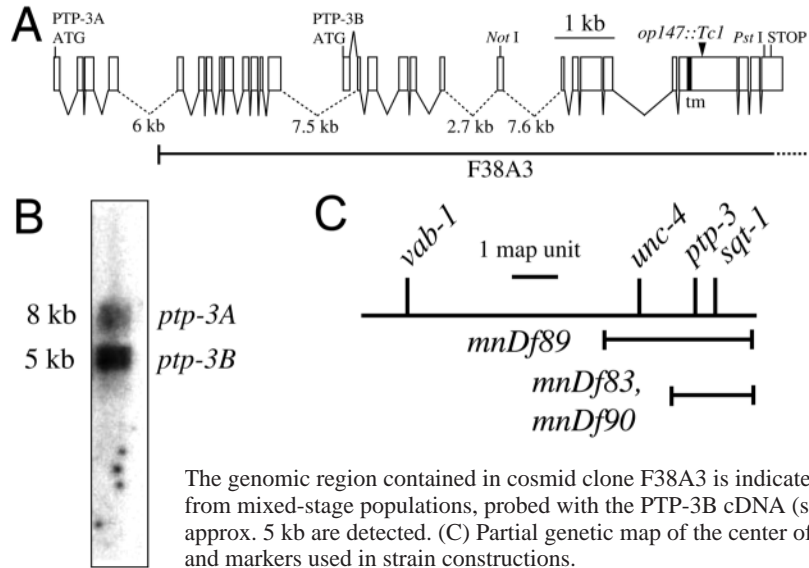 A
PTP-3A
ATG
PTP-3B
ATG
Not I
1 kb
op147::Tc1
Pst I STOP
tm
6 kb
7.5 kb
2.7 kb
7.6 kb
F38A3
B
8 kb ptp-3A
5 kb ptp-3B
C
vab-1
1 map unit
unc-4
ptp-3
sqt-1
mnDf89
mnDf83,
mnDf90
The genomic region contained in cosmid clone F38A3 is indicate
from mixed-stage populations, probed with the PTP-3B cDNA (s
approx. 5 kb are detected. (C) Partial genetic map of the center of
and markers used in strain constructions.